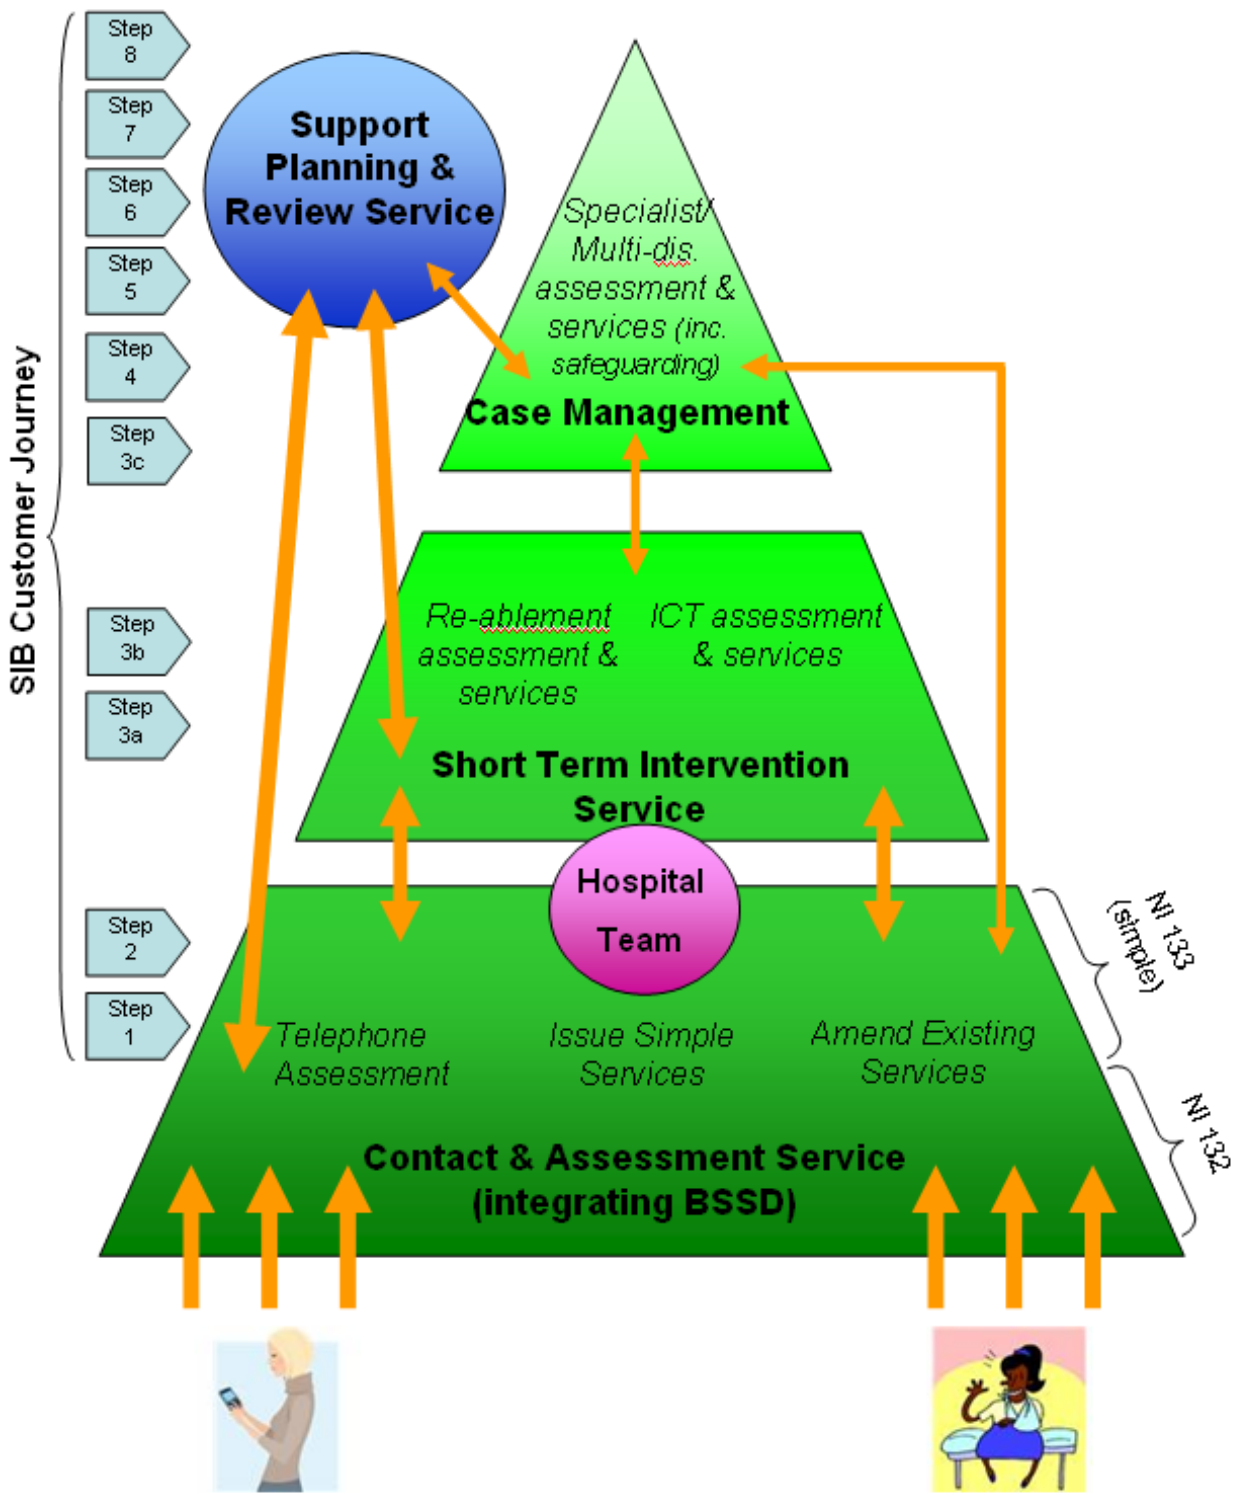 Step
8
Step
7
Step
6
Step
5
Step
4
Step
3c
Step
3b
Step
3a
Step
2
Step
1
SIB Customer Journey
Support
Planning &
Review Service
Specialist/
Multi-dis.
assessment &
services (inc.
safeguarding)
Case Management
Re-ablement
assessment &
services
ICT assessment
& services
Short Term Intervention
Service
Hospital
Team
Telephone
Assessment
Issue Simple
Services
Amend Existing
Services
Contact & Assessment Service
(integrating BSSD)
NI 133
(simple)
NI 132